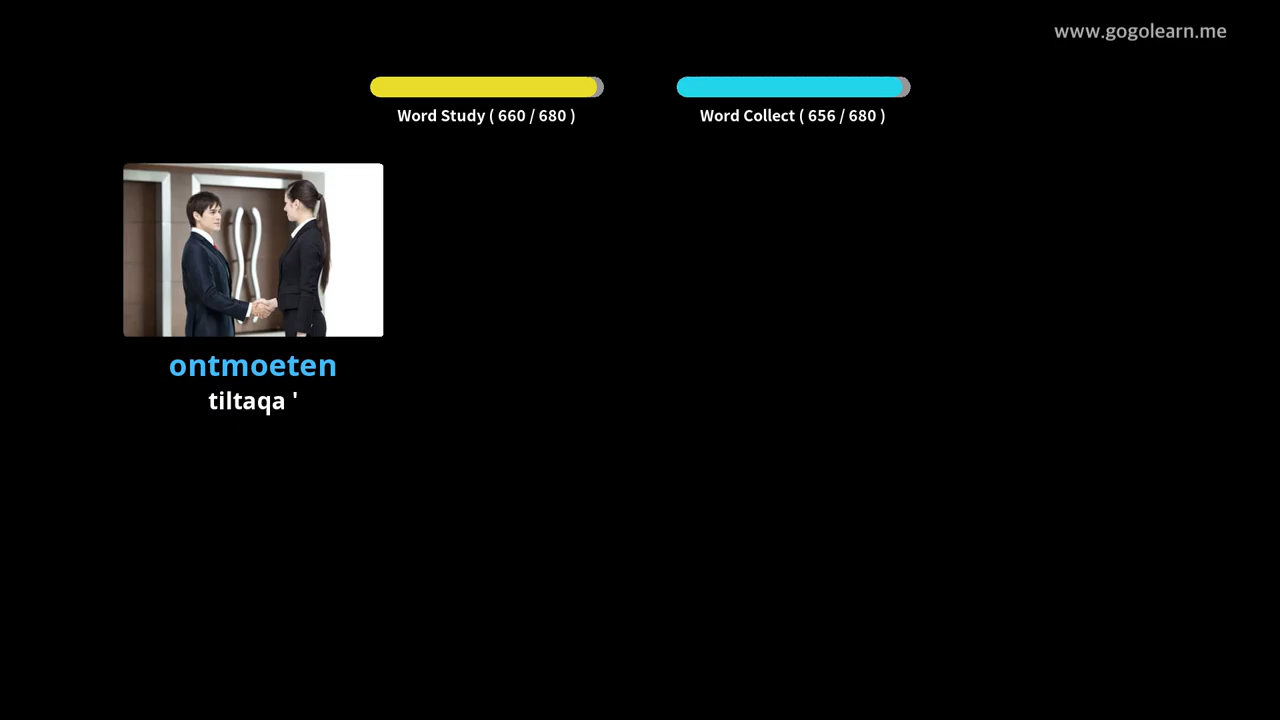 www.gogolearn.me
Word Study ( 660 / 680 )
Word Collect ( 656 / 680 )
ontmoeten
tiltaqa '